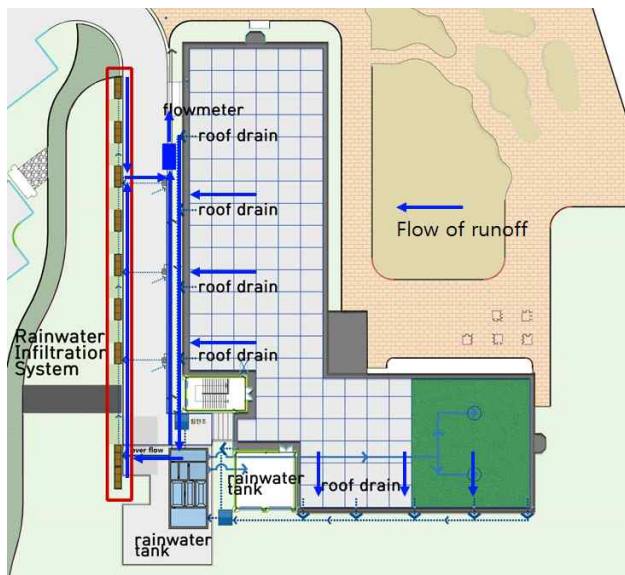 flowmeter
roof drain
roof drain
Flow of runoff
roof drain
Rainwater
Infiltration
System
roof drain
over flow
rainwater
tank
roof drain
rainwater
tank